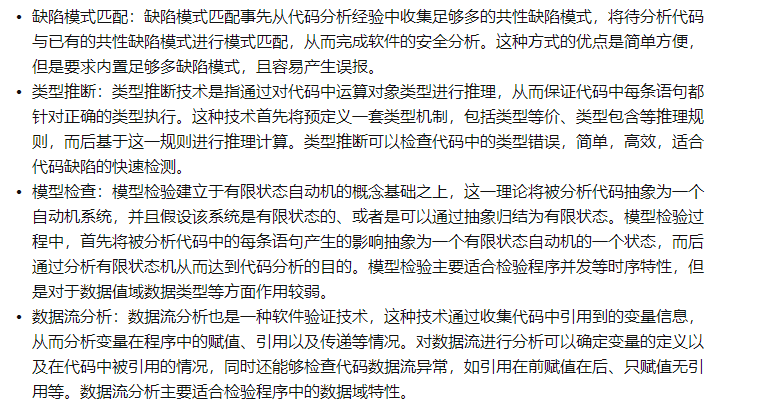 • 缺陷模式匹配：缺陷模式匹配事先从代码分析经验中收集足够多的共性缺陷模式，将待分析代码
与已有的共性缺陷模式进行模式匹配，从而完成软件的安全分析。这种方式的优点是简单方便，
但是要求内置足够多缺陷模式，且容易产生误报。
• 类型推断：类型推断技术是指通过对代码中运算对象类型进行推理，从而保证代码中每条语句都
针对正确的类型执行。这种技术首先将预定义一套类型机制，包括类型等价、类型包含等推理规
则，而后基于这一规则进行推理计算。类型推断可以检查代码中的类型错误，简单，高效，适合
代码缺陷的快速检测。
• 模型检查：模型检验建立于有限状态自动机的概念基础之上，这一理论将被分析代码抽象为一个
自动机系统，并且假设该系统是有限状态的、或者是可以通过抽象归结为有限状态。模型检验过
程中，首先将被分析代码中的每条语句产生的影响抽象为一个有限状态自动机的一个状态，而后
通过分析有限状态机从而达到代码分析的目的。模型检验主要适合检验程序并发等时序特性，但
是对于数据值域数据类型等方面作用较弱。
• 数据流分析：数据流分析也是一种软件验证技术，这种技术通过收集代码中引用到的变量信息，
从而分析变量在程序中的赋值、引用以及传递等情况。对数据流进行分析可以确定变量的定义以
及在代码中被引用的情况，同时还能够检查代码数据流异常，如引用在前赋值在后、只赋值无引
用等。数据流分析主要适合检验程序中的数据域特性。